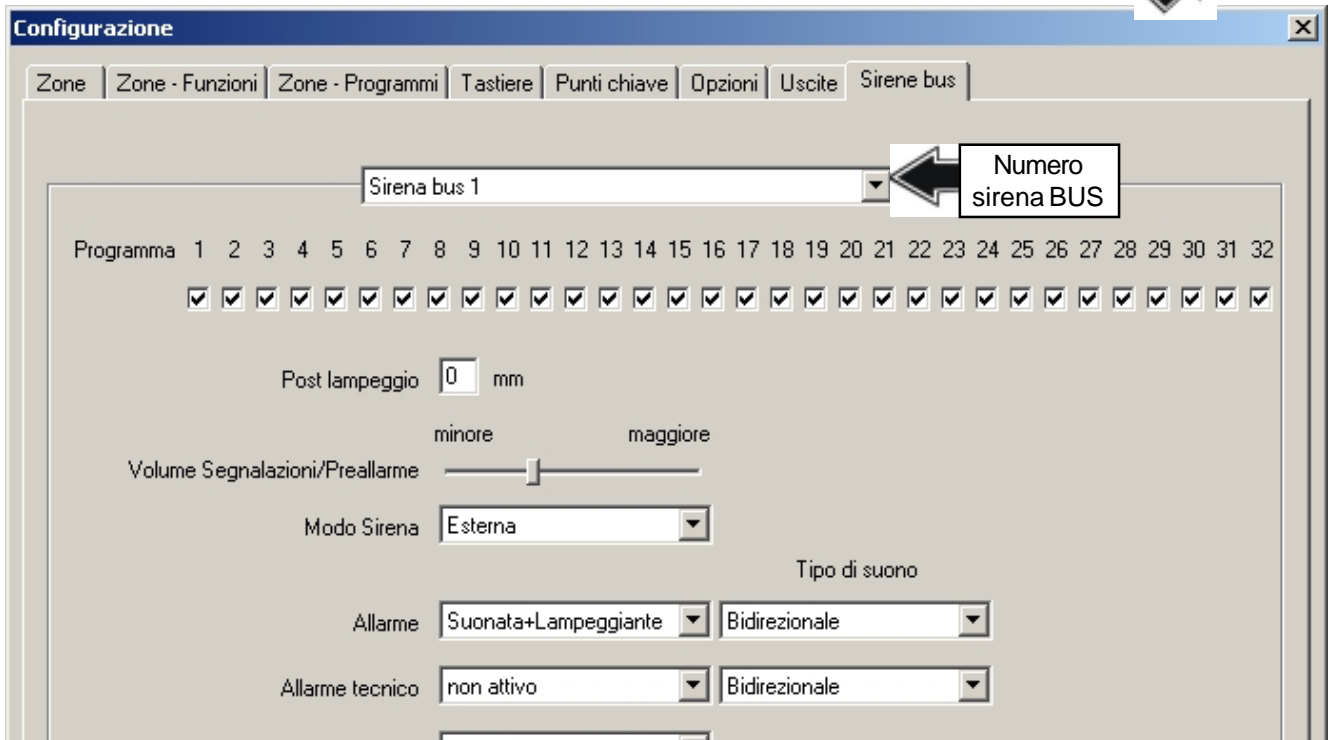 Configurazione
Zone Zone - Funzioni Zone - Programmi Tastiere Punti chiave Opzioni Uscite Sirene bus
Sirena bus 1
Numero
sirena BUS
Programma 1 2 3 4 5 6 7 8 9 10 11 12 13 14 15 16 17 18 19 20 21 22 23 24 25 26 27 28 29 30 31 32
Post lampeggio 0 mm
minore maggiore
Volume Segnalazioni/Preallarme
Modo Sirena Esterna
Tipo di suono
Allarme Suonata+Lampeggiante Bidirezionale
Allarme tecnico non attivo Bidirezionale